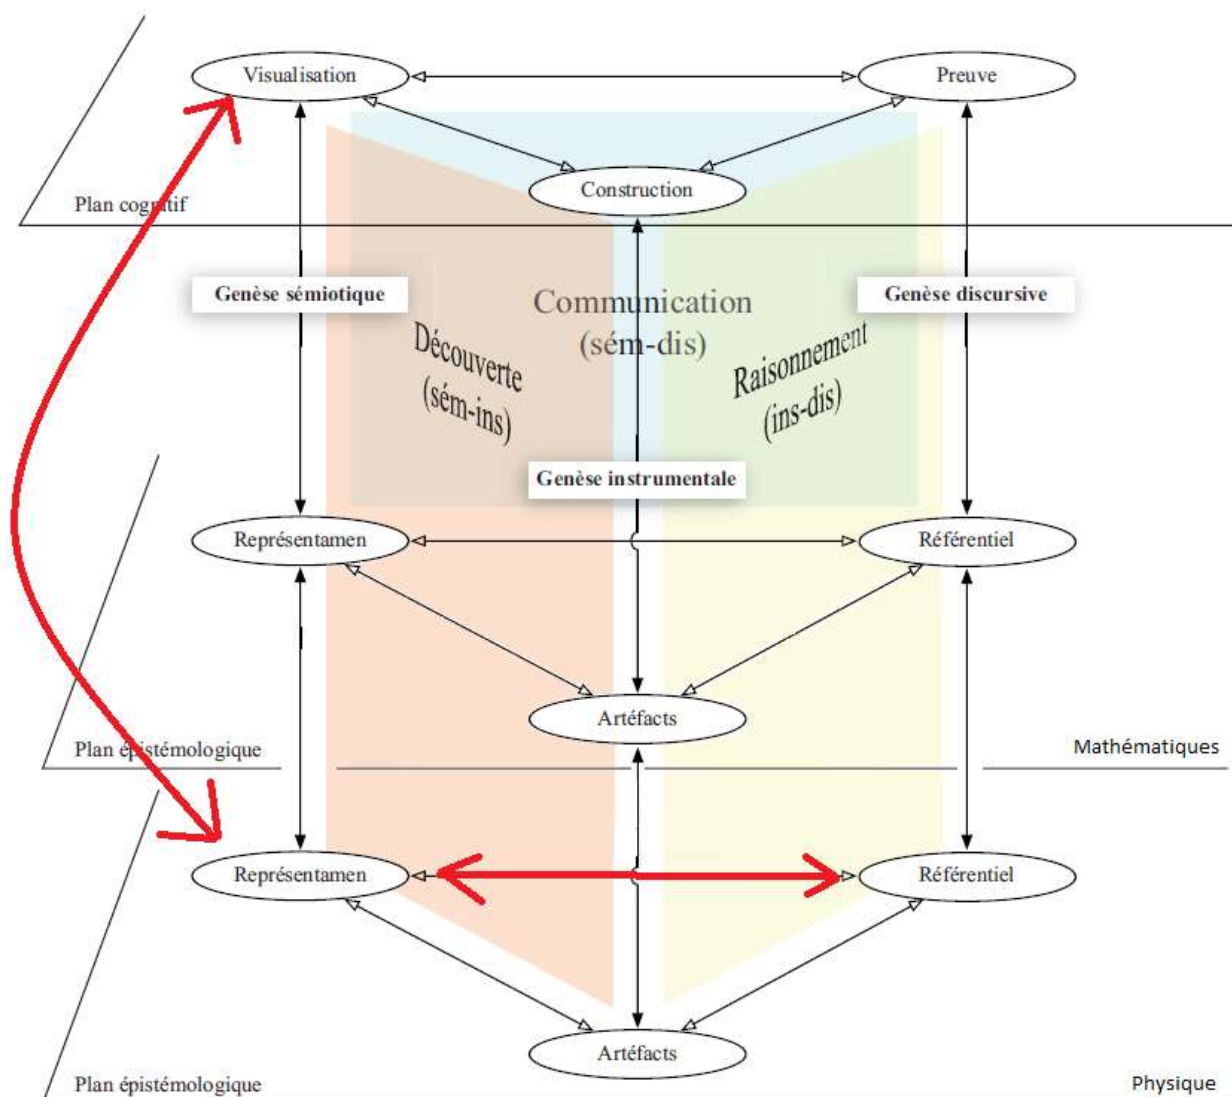 Visualisation
Preuve
Construction
Plan cognitif
Genèse sémiotique
Genèse discursive
Communication
(sém-dis)
Découverte
(sém-ins)
Raisonnement
(ins-dis)
Genèse instrumentale
Représentamen
Référentiel
Artéfacts
Plan épistémologique
Mathématiques
Représentamen
Référentiel
Artéfacts
Plan épistémologique
Physique